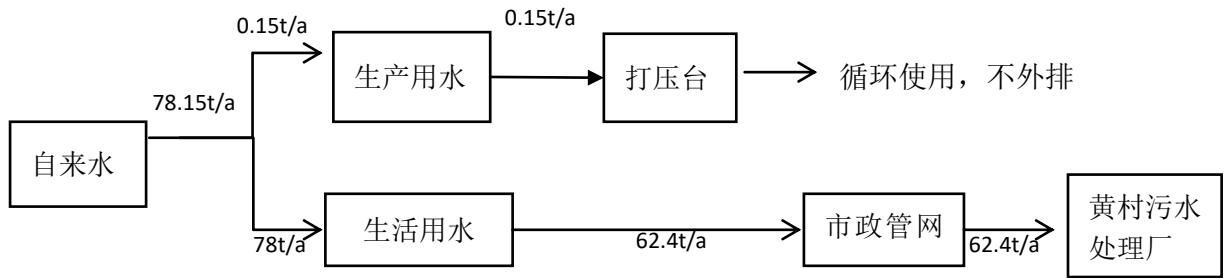 0.15t/a
0.15t/a
生产用水
打压台
循环使用，不外排
78.15t/a
自来水
78t/a
生活用水
62.4t/a
市政管网
62.4t/a
黄村污水
处理厂